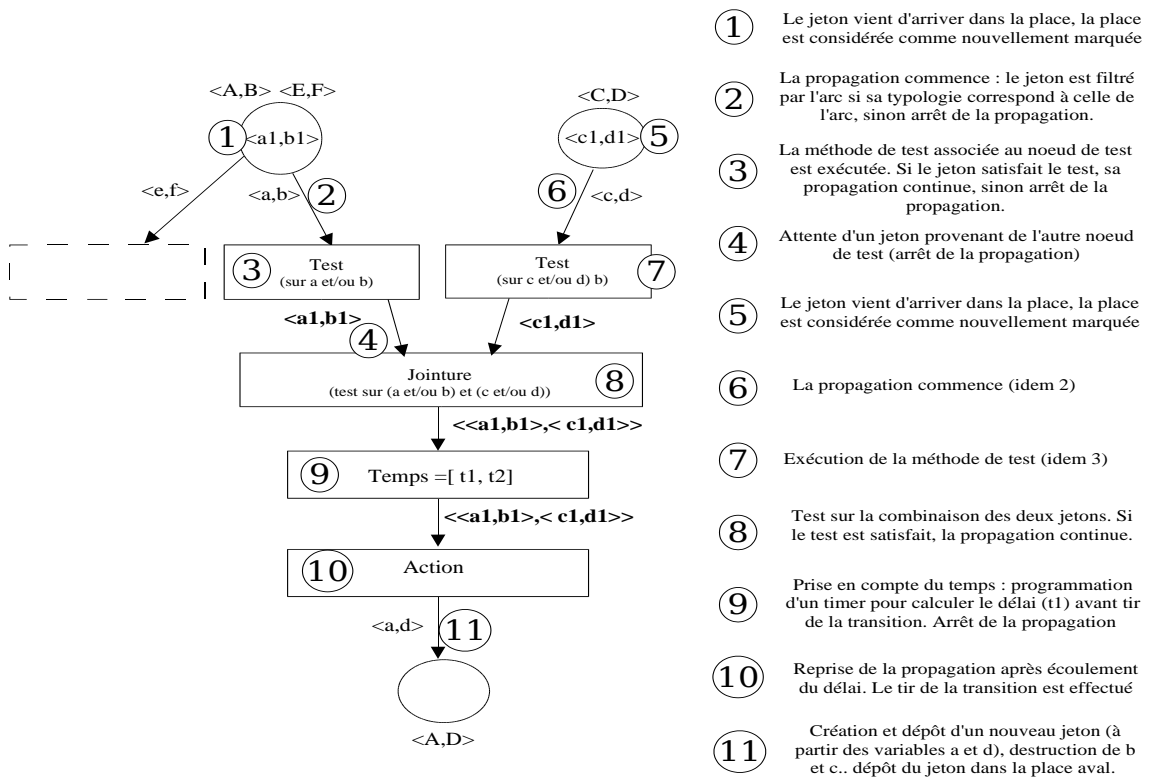 <A,B> <E,F>
<C,D>
1
<a1,b1>
<c1,d1>
5
<e,f>
<a,b>
2
6
<c,d>
3
Test
(sur a et/ou b)
Test
(sur c et/ou d) b)
7
<a1,b1>
4
<c1,d1>
Jointure
(test sur (a et/ou b) et (c et/ou d))
8
<<a1,b1>,< c1,d1>>
9
Temps =[ t1, t2]
<<a1,b1>,< c1,d1>>
10
Action
<a,d>
11
<A,D>
1
Le jeton vient d'arriver dans la place, la place
est considérée comme nouvellement marquée
2
La propagation commence : le jeton est filtré
par l'arc si sa typologie correspond à celle de
l'arc, sinon arrêt de la propagation.
3
La méthode de test associée au noeud de test
est exécutée. Si le jeton satisfait le test, sa
propagation continue, sinon arrêt de la
propagation.
4
Attente d'un jeton provenant de l'autre noeud
de test (arrêt de la propagation)
5
Le jeton vient d'arriver dans la place, la place
est considérée comme nouvellement marquée
6
La propagation commence (idem 2)
7
Exécution de la méthode de test (idem 3)
8
Test sur la combinaison des deux jetons. Si
le test est satisfait, la propagation continue.
9
Prise en compte du temps : programmation
d'un timer pour calculer le délai (t1) avant tir
de la transition. Arrêt de la propagation
10
Reprise de la propagation après écoulement
du délai. Le tir de la transition est effectué
11
Création et dépôt d'un nouveau jeton (à
partir des variables a et d), destruction de b
et c.. dépôt du jeton dans la place aval.